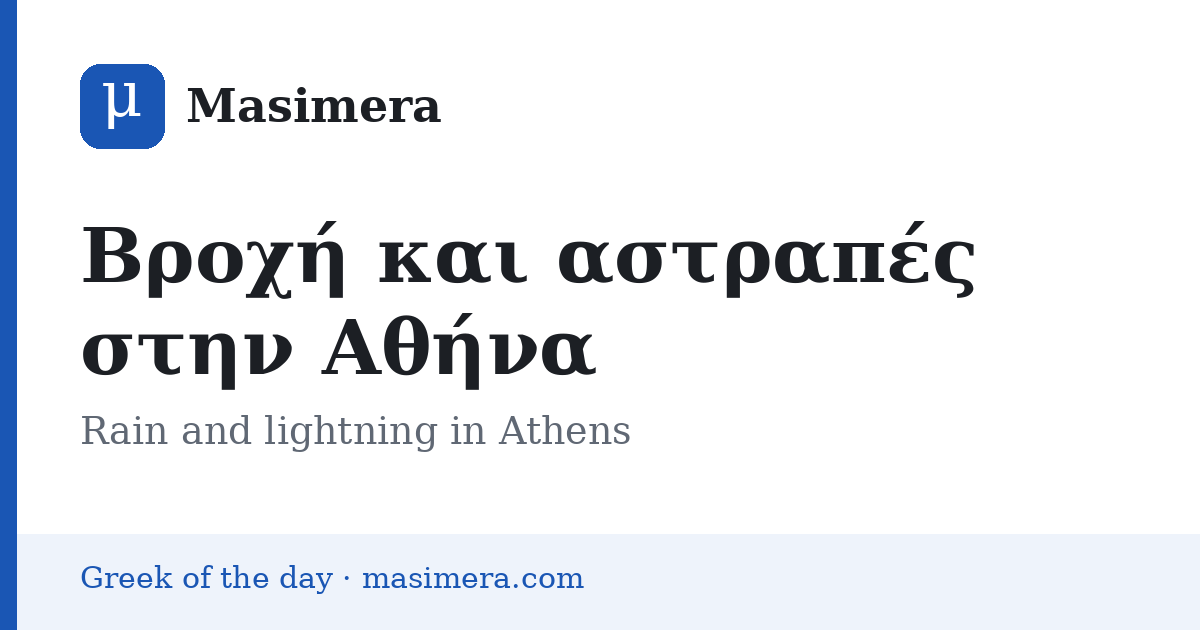 μ Masimera
Βροχή και αστραπές
στην Αθήνα
Rain and lightning in Athens
Greek of the day · masimera.com